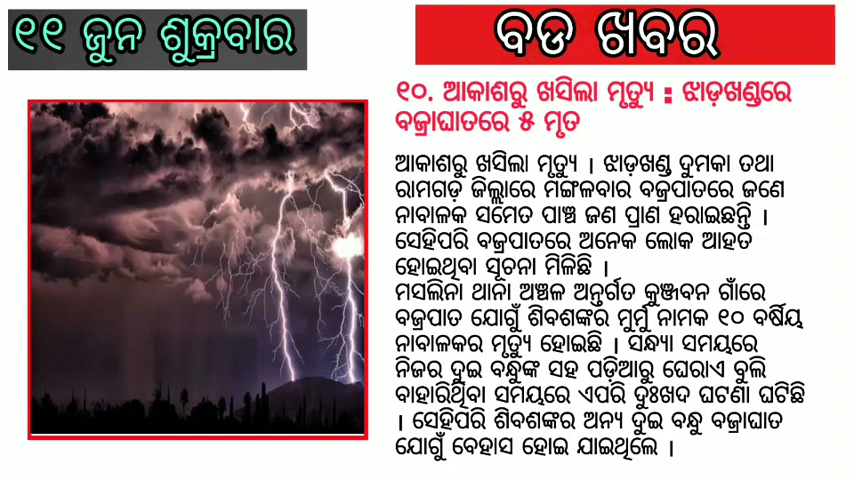 ୧୧ ଜୁନ ଶୁକ୍ରବାର
ବଡ ଖବର
୧୦. ଆକାଶରୁ ଖସିଲା ମୃତ୍ୟୁ : ଝାଡ଼ଖଣ୍ଡରେ
ବଜ୍ରାଘାତରେ ୫ ମୃତ
ଆକାଶରୁ ଖସିଲା ମୃତ୍ୟୁ । ଝାଡ଼ଖଣ୍ଡ ଦୁମକା ତଥା
ରାମଗଡ଼ ଜିଲ୍ଲାରେ ମଙ୍ଗଳବାର ବଜ୍ରପାତରେ ଜଣେ
ନାବାଳକ ସମେତ ପାଞ୍ଚ ଜଣ ପ୍ରାଣ ହରାଇଛନ୍ତି ।
ସେହିପରି ବଜ୍ରପାତରେ ଅନେକ ଲୋକ ଆହତ
ହୋଇଥିବା ସୂଚନା ମିଳିଛି ।
ମସଲିନା ଥାନା ଅଞ୍ଚଳ ଅନ୍ତର୍ଗତ କୁଞ୍ଜବନ ଗାଁରେ
ବଜ୍ରପାତ ଯୋଗୁଁ ଶିବଶଙ୍କର ମୁର୍ମୁ ନାମକ ୧୦ ବର୍ଷିୟ
ନାବାଳକର ମୃତ୍ୟୁ ହୋଇଛି । ସନ୍ଧ୍ୟା ସମୟରେ
ନିଜର ଦୁଇ ବନ୍ଧୁଙ୍କ ସହ ପଡ଼ିଆରୁ ଘେରାଏ ବୁଲି
ବାହାରିଥିବା ସମୟରେ ଏପରି ଦୁଃଖଦ ଘଟଣା ଘଟିଛି
। ସେହିପରି ଶିବଶଙ୍କର ଅନ୍ୟ ଦୁଇ ବନ୍ଧୁ ବଜ୍ରାଘାତ
ଯୋଗୁଁ ବେହାସ ହୋଇ ଯାଇଥିଲେ ।